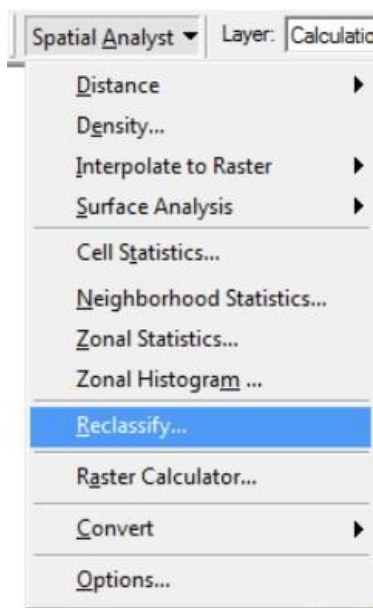 Spatial Analyst Layer: Calculatio
Distance
Density...
Interpolate to Raster
Surface Analysis
Cell Statistics...
Neighborhood Statistics...
Zonal Statistics...
Zonal Histogram ...
Reclassify...
Raster Calculator...
Convert
Options...